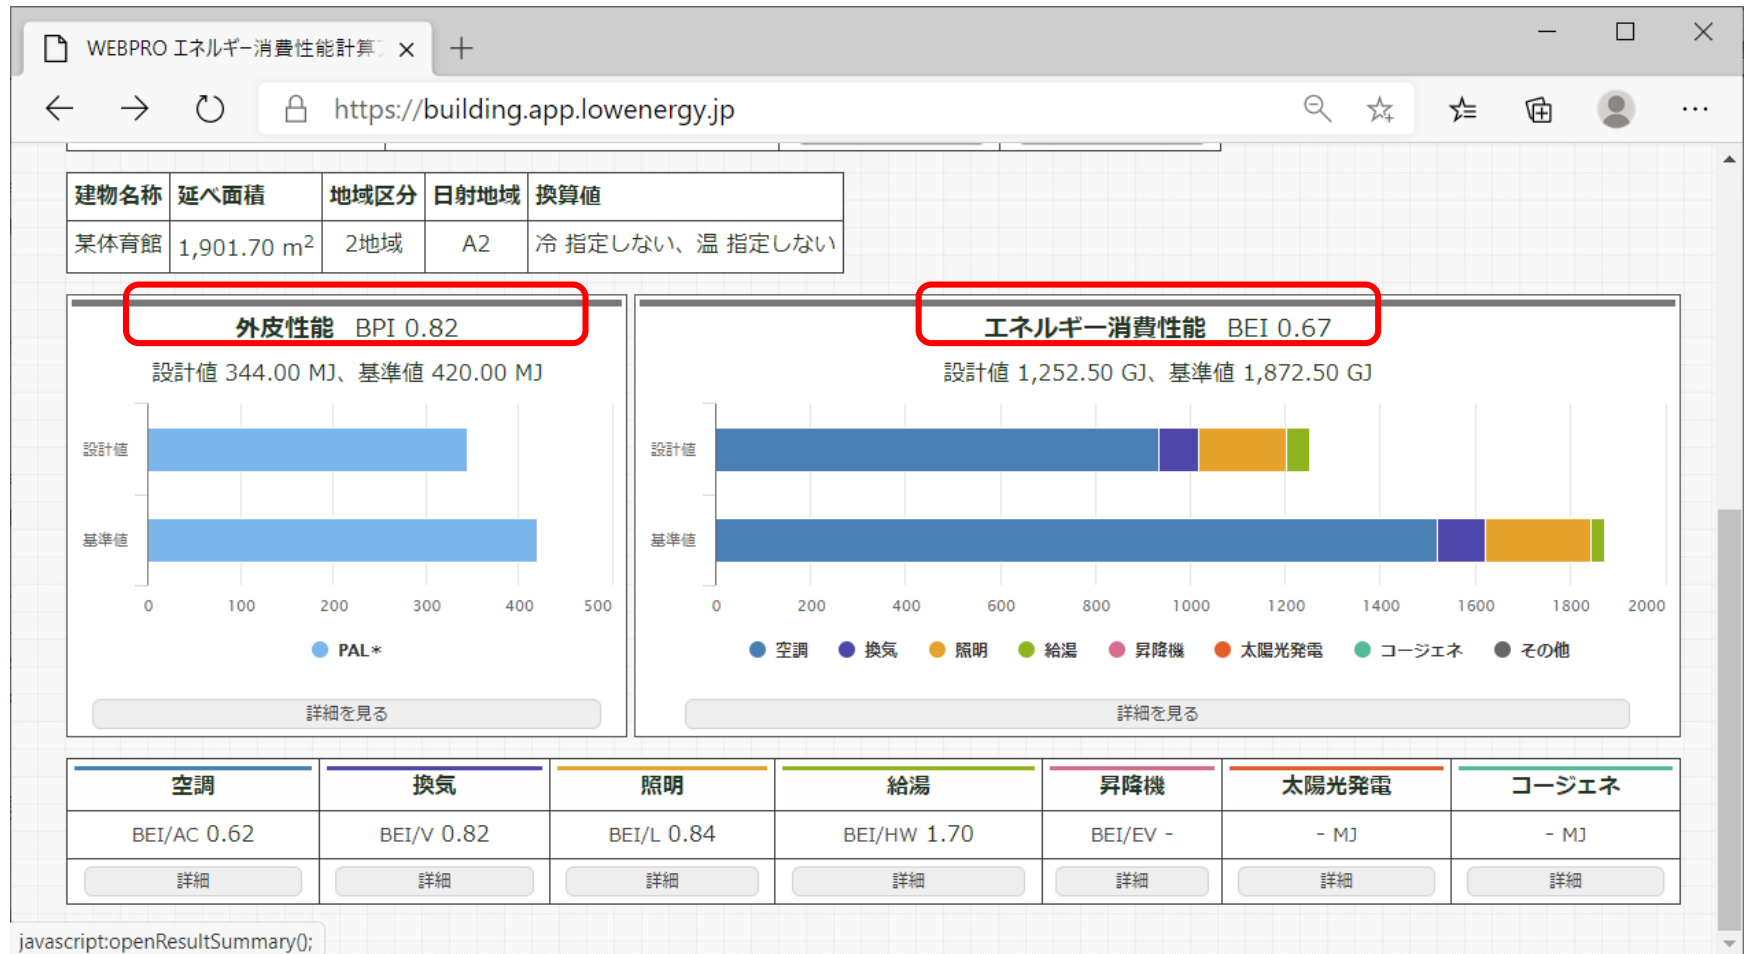 WEBPRO エネルギー消費性能計算
https://building.app.lowenergy.jp
建物名称 延べ面積 地域区分 日射地域 換算値
某体育館 1,901.70 m² 2地域 A2 冷 指定しない、温 指定しない
外皮性能 BPI 0.82
設計値 344.00 MJ、基準値 420.00 MJ
設計値
基準値
0 100 200 300 400 500
PAL*
詳細を見る
エネルギー消費性能 BEI 0.67
設計値 1,252.50 GJ、基準値 1,872.50 GJ
設計値
基準値
0 200 400 600 800 1000 1200 1400 1600 1800 2000
空調 換気 照明 給湯 昇降機 太陽光発電 コージェネ その他
詳細を見る
空調 換気 照明 給湯 昇降機 太陽光発電 コージェネ
BEI/AC 0.62 BEI/V 0.82 BEI/L 0.84 BEI/HW 1.70 BEI/EV - - MJ - MJ
詳細 詳細 詳細 詳細 詳細 詳細 詳細
javascript:openResultSummary();